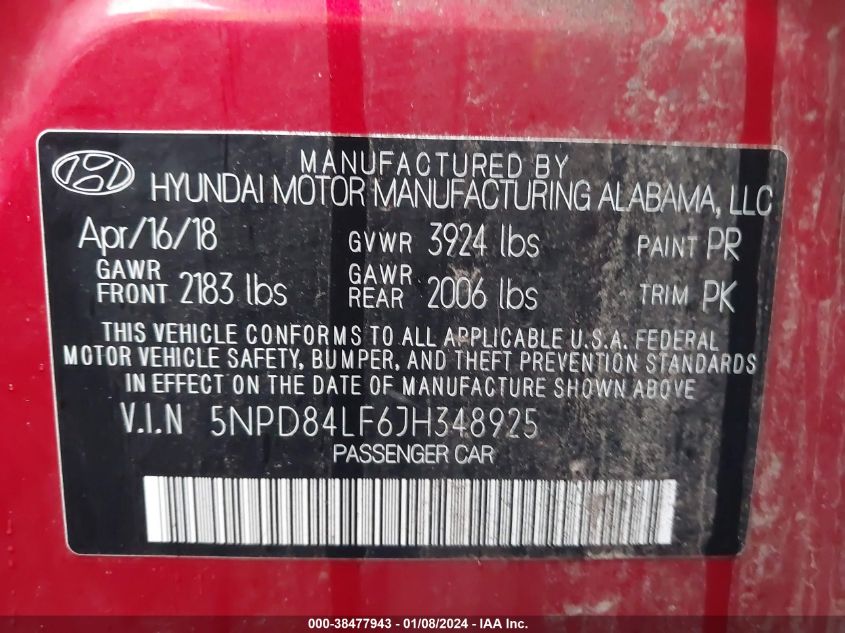 MANUFACTURED BY
HYUNDAI MOTOR MANUFACTURING ALABAMA, LLC
Apr/16/18 GVWR 3924 lbs PAINT PR
GAWR FRONT 2183 lbs GAWR REAR 2006 lbs TRIM PK
THIS VEHICLE CONFORMS TO ALL APPLICABLE U.S.A. FEDERAL
MOTOR VEHICLE SAFETY, BUMPER, AND THEFT PREVENTION STANDARDS
IN EFFECT ON THE DATE OF MANUFACTURE SHOWN ABOVE
V.I.N 5NPD84LF6JH348925
PASSENGER CAR
000-38477943 - 01/08/2024 - IAA Inc.